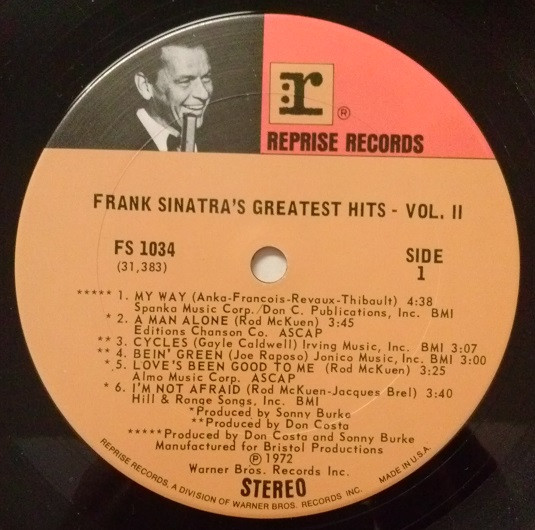 :r ®
REPRISE RECORDS
FRANK SINATRA'S GREATEST HITS - VOL. II
FS 1034
(31,383)
SIDE
1
***** 1. MY WAY (Anka-Francois-Revaux-Thibault) 4:38
Spanka Music Corp./Don C. Publications, Inc. BMI
* 2. A MAN ALONE (Rod McKuen) 3:45
Editions Chanson Co. ASCAP
** 3. CYCLES (Gayle Caldwell) Irving Music, Inc. BMI 3:07
** 4. BEIN' GREEN (Joe Raposo) Jonico Music, Inc. BMI 3:00
* 5. LOVE'S BEEN GOOD TO ME (Rod McKuen) 3:25
Almo Music Corp. ASCAP
* 6. I'M NOT AFRAID (Rod McKuen-Jacques Brel) 3:40
Hill & Range Songs, Inc. BMI
*Produced by Sonny Burke
**Produced by Don Costa
*****Produced by Don Costa and Sonny Burke
Manufactured for Bristol Productions
℗ 1972
Warner Bros. Records Inc.
STEREO
REPRISE RECORDS, A DIVISION OF WARNER BROS. RECORDS INC. MADE IN U.S.A.